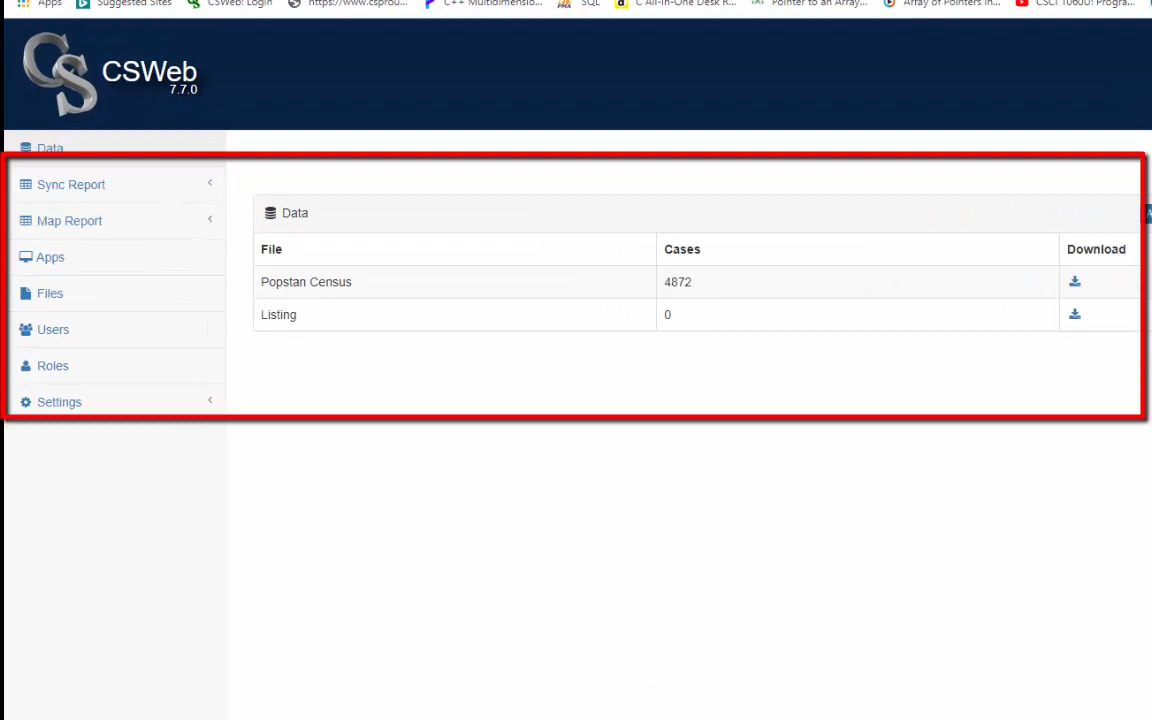 Apps Suggested Sites CSWeb: Login https://www.csprou... C++ Multidimensio... SQL C All-in-One Desk R... Pointer to an Array... Array of Pointers in... CSCI 1060U: Progra...
CSWeb
7.7.0
Data
Sync Report
Map Report
Apps
Files
Users
Roles
Settings
Data
File Cases Download
Popstan Census 4872
Listing 0